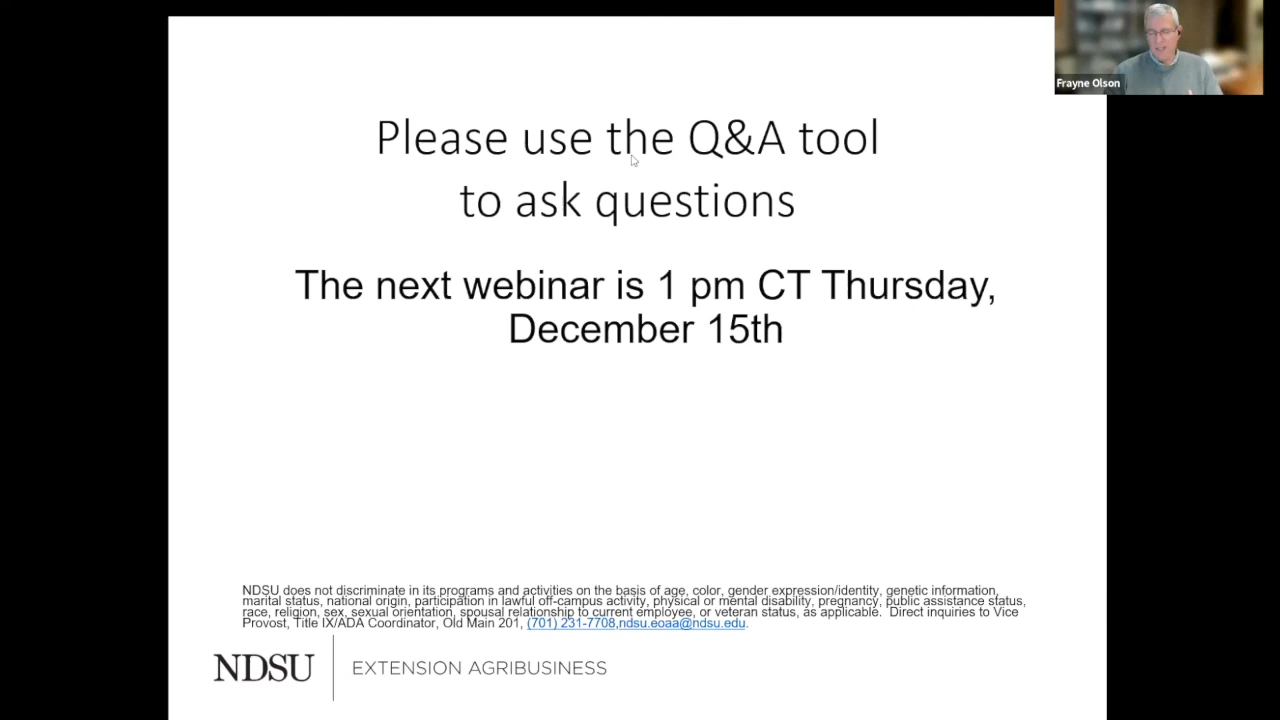 Frayne Olson
Please use the Q&A tool
to ask questions
The next webinar is 1 pm CT Thursday,
December 15th
NDSU does not discriminate in its programs and activities on the basis of age, color, gender expression/identity, genetic information,
marital status, national origin, participation in lawful off-campus activity, physical or mental disability, pregnancy, public assistance status,
race, religion, sex, sexual orientation, spousal relationship to current employee, or veteran status, as applicable. Direct inquiries to Vice
Provost, Title IX/ADA Coordinator, Old Main 201, (701) 231-7708,ndsu.eoaa@ndsu.edu.
NDSU EXTENSION AGRIBUSINESS